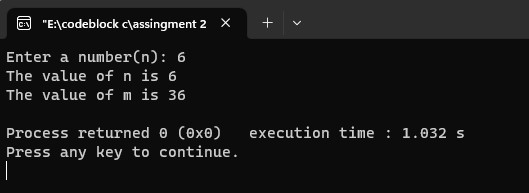 "E:\codeblock c\assingment 2
Enter a number(n): 6
The value of n is 6
The value of m is 36
Process returned 0 (0x0)   execution time : 1.032 s
Press any key to continue.